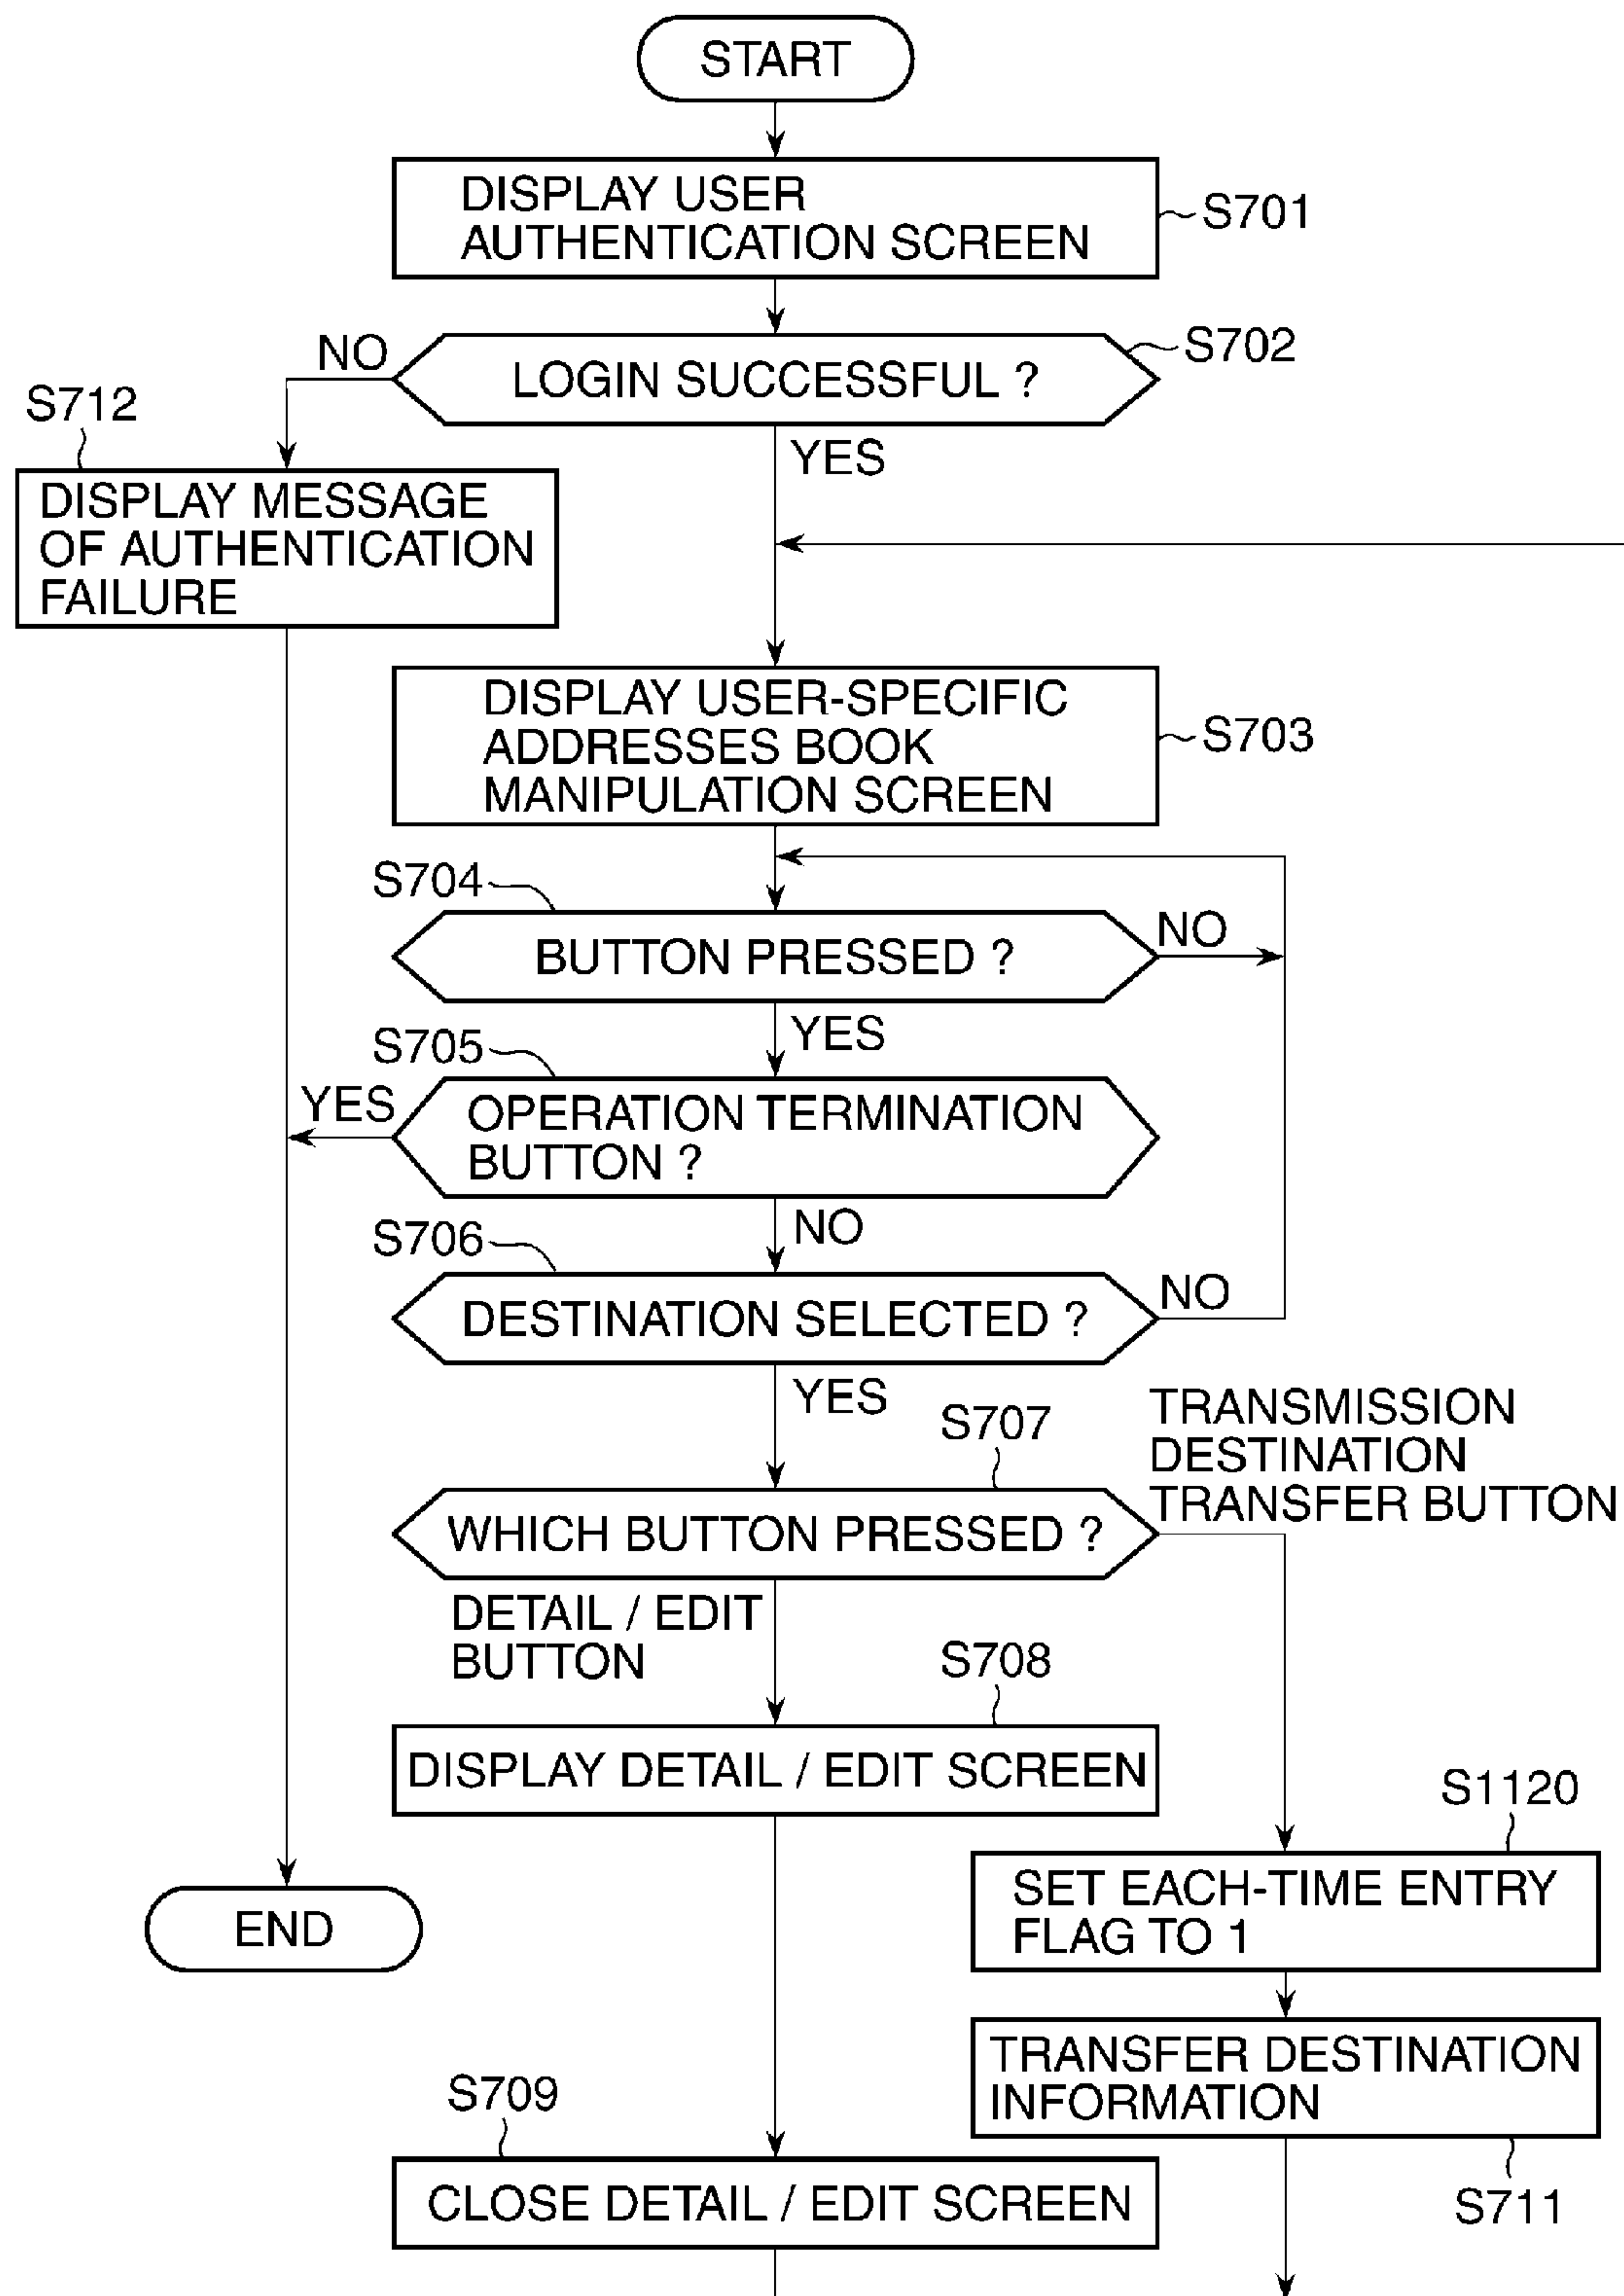 START
DISPLAY USER
AUTHENTICATION SCREEN
S701
NO
S702
LOGIN SUCCESSFUL ?
S712
YES
DISPLAY MESSAGE
OF AUTHENTICATION
FAILURE
DISPLAY USER-SPECIFIC
ADDRESSES BOOK
MANIPULATION SCREEN
S703
S704
NO
BUTTON PRESSED ?
YES
S705
YES
OPERATION TERMINATION
BUTTON ?
NO
S706
NO
DESTINATION SELECTED ?
YES
S707
TRANSMISSION
DESTINATION
TRANSFER BUTTON
WHICH BUTTON PRESSED ?
DETAIL / EDIT
BUTTON
S708
DISPLAY DETAIL / EDIT SCREEN
S1120
SET EACH-TIME ENTRY
FLAG TO 1
END
TRANSFER DESTINATION
INFORMATION
S709
S711
CLOSE DETAIL / EDIT SCREEN